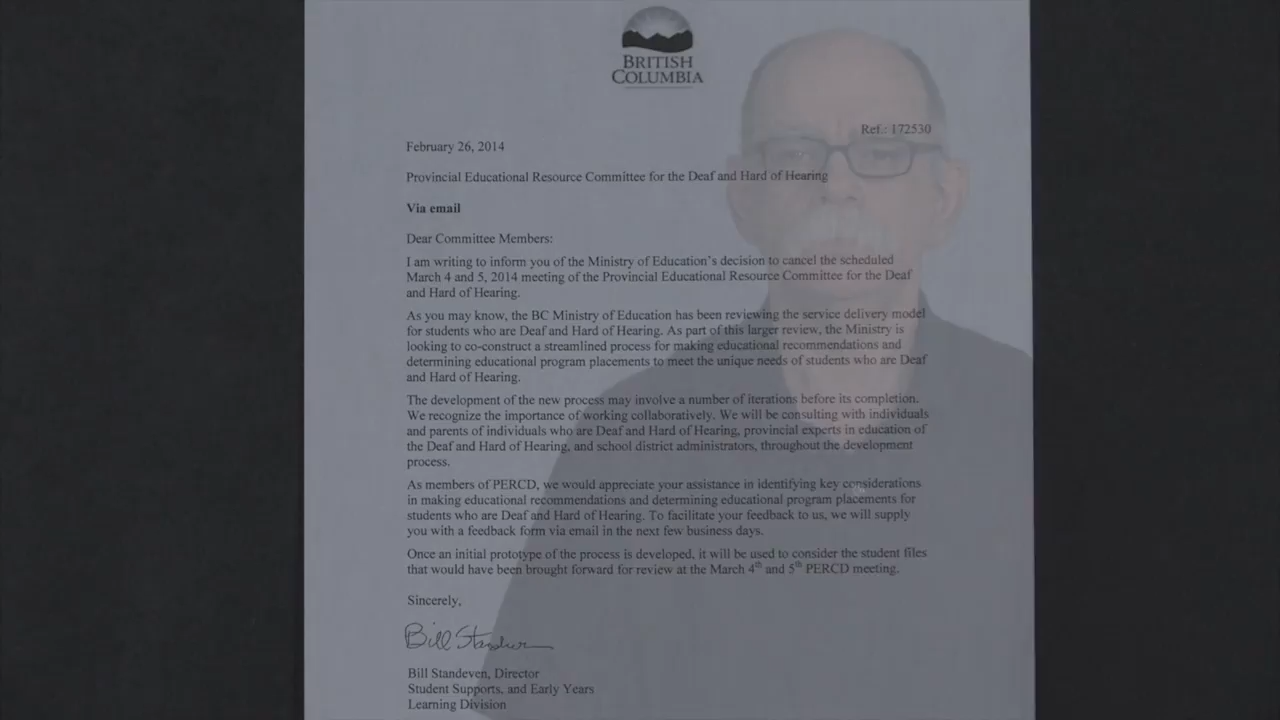 BRITISH
COLUMBIA
Ref.: 172530
February 26, 2014
Provincial Educational Resource Committee for the Deaf and Hard of Hearing
Via email
Dear Committee Members:
I am writing to inform you of the Ministry of Education's decision to cancel the scheduled
March 4 and 5, 2014 meeting of the Provincial Educational Resource Committee for the Deaf
and Hard of Hearing.
As you may know, the BC Ministry of Education has been reviewing the service delivery model
for students who are Deaf and Hard of Hearing. As part of this larger review, the Ministry is
looking to co-construct a streamlined process for making educational recommendations and
determining educational program placements to meet the unique needs of students who are Deaf
and Hard of Hearing.
The development of the new process may involve a number of iterations before its completion.
We recognize the importance of working collaboratively. We will be consulting with individuals
and parents of individuals who are Deaf and Hard of Hearing, provincial experts in education of
the Deaf and Hard of Hearing, and school district administrators, throughout the development
process.
As members of PERCD, we would appreciate your assistance in identifying key considerations
in making educational recommendations and determining educational program placements for
students who are Deaf and Hard of Hearing. To facilitate your feedback to us, we will supply
you with a feedback form via email in the next few business days.
Once an initial prototype of the process is developed, it will be used to consider the student files
that would have been brought forward for review at the March 4th and 5th PERCD meeting.
Sincerely,
Bill Standeven
Bill Standeven, Director
Student Supports, and Early Years
Learning Division